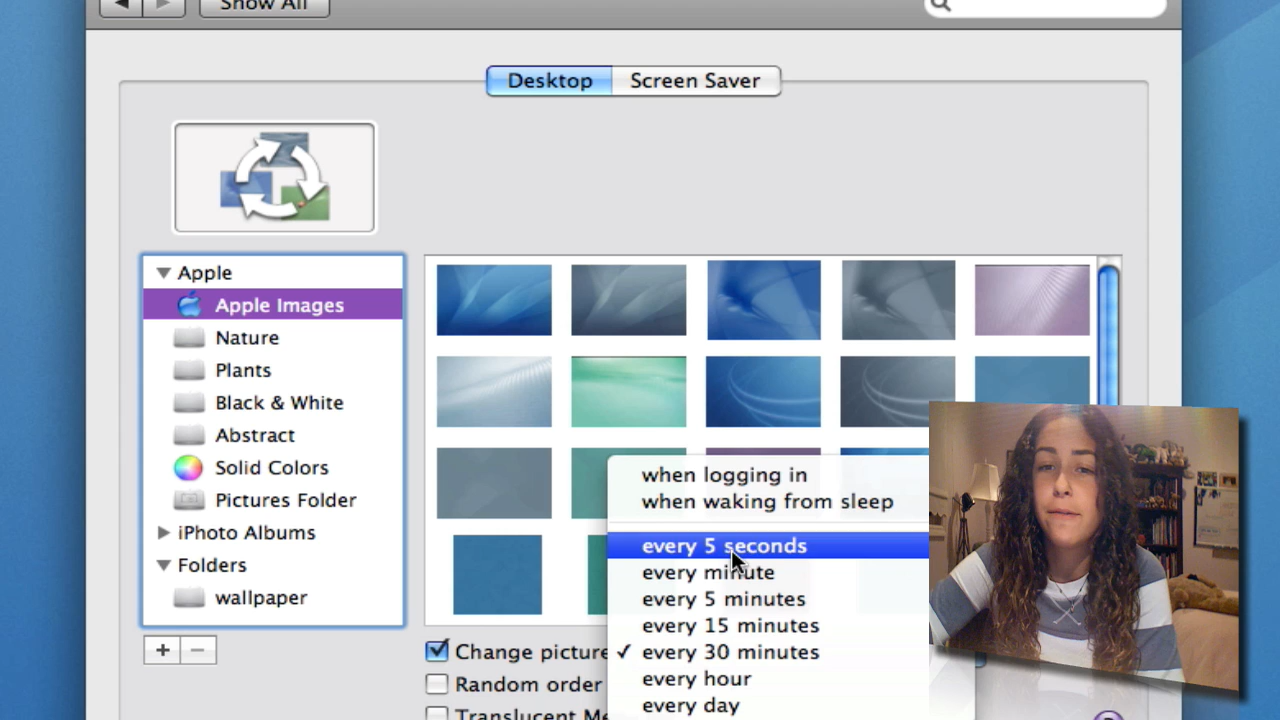 Show All
Desktop
Screen Saver
Apple
Apple Images
Nature
Plants
Black & White
Abstract
Solid Colors
Pictures Folder
iPhoto Albums
Folders
wallpaper
+ −
when logging in
when waking from sleep
every 5 seconds
every minute
every 5 minutes
every 15 minutes
✓ every 30 minutes
every hour
every day
Change picture
Random order
Translucent
?